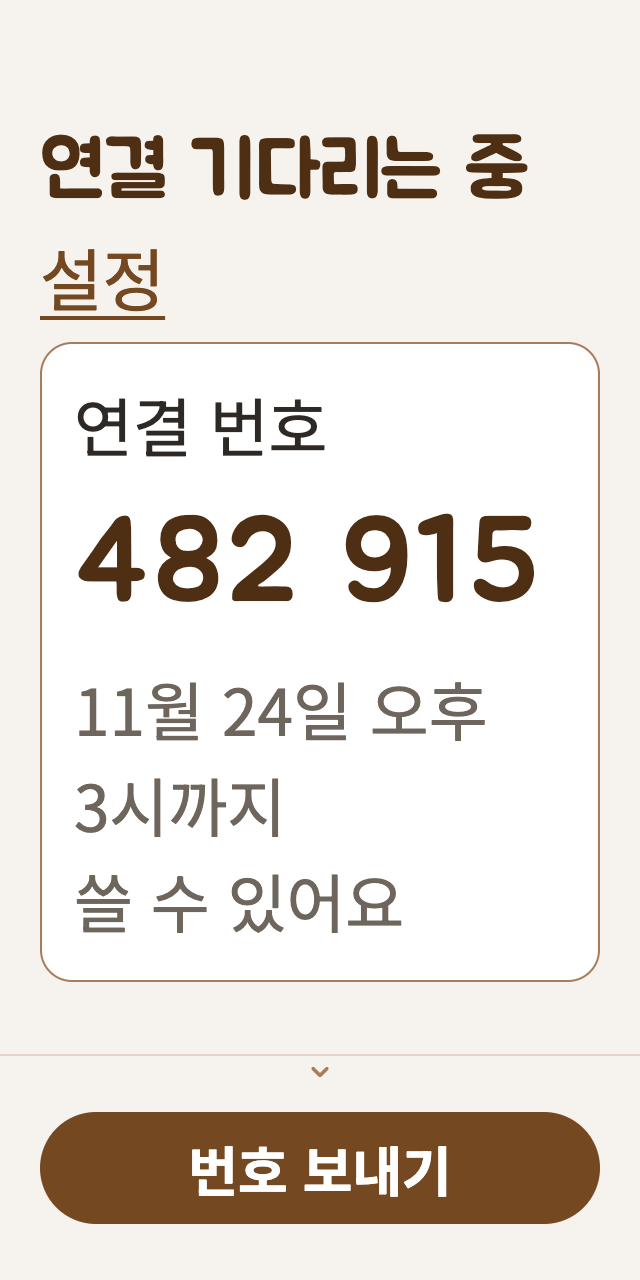 연결 기다리는 중
설정
연결 번호
482 915
11월 24일 오후
3시까지
쓸 수 있어요
번호 보내기